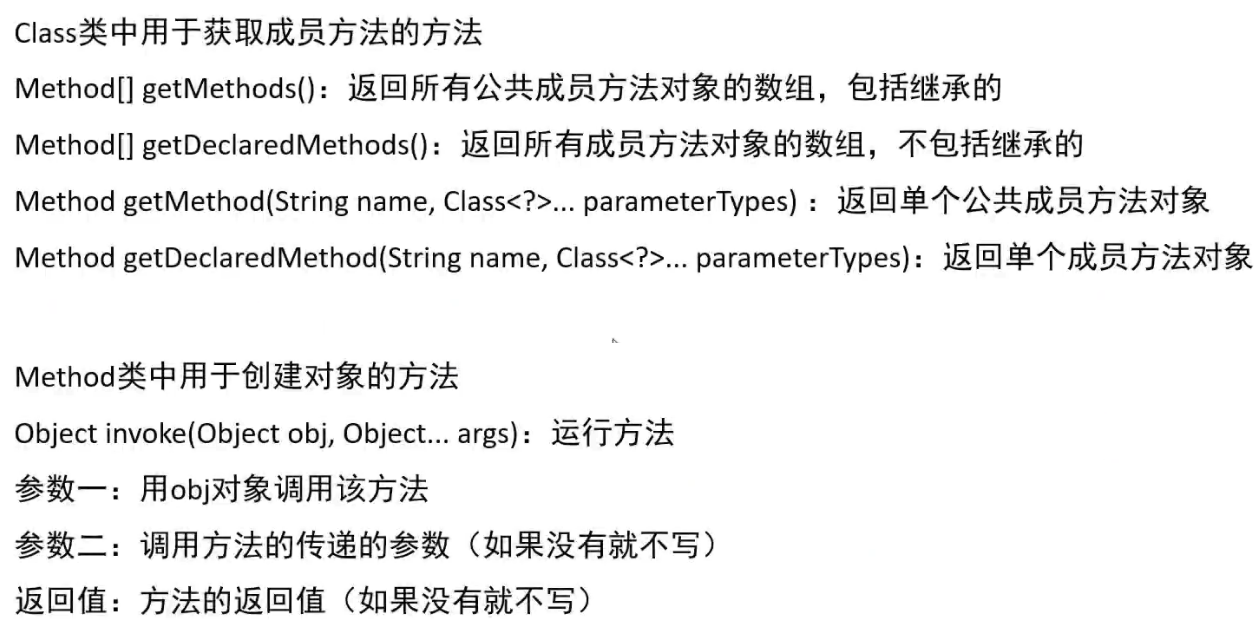 Class类中用于获取成员方法的方法
Method[] getMethods()：返回所有公共成员方法对象的数组，包括继承的
Method[] getDeclaredMethods()：返回所有成员方法对象的数组，不包括继承的
Method getMethod(String name, Class<?>... parameterTypes) ：返回单个公共成员方法对象
Method getDeclaredMethod(String name, Class<?>... parameterTypes)：返回单个成员方法对象
Method类中用于创建对象的方法
Object invoke(Object obj, Object... args)：运行方法
参数一：用obj对象调用该方法
参数二：调用方法的传递的参数（如果没有就不写）
返回值：方法的返回值（如果没有就不写）